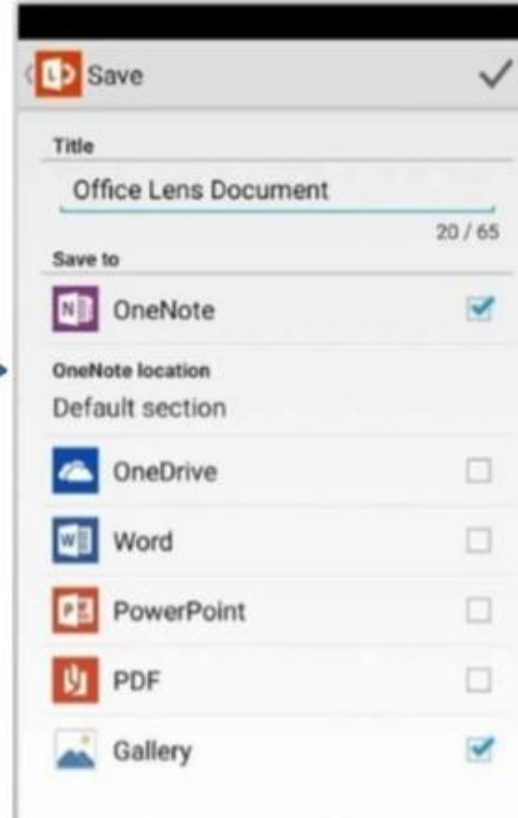 Save
Title
Office Lens Document
20 / 65
Save to
OneNote
OneNote location
Default section
OneDrive
Word
PowerPoint
PDF
Gallery